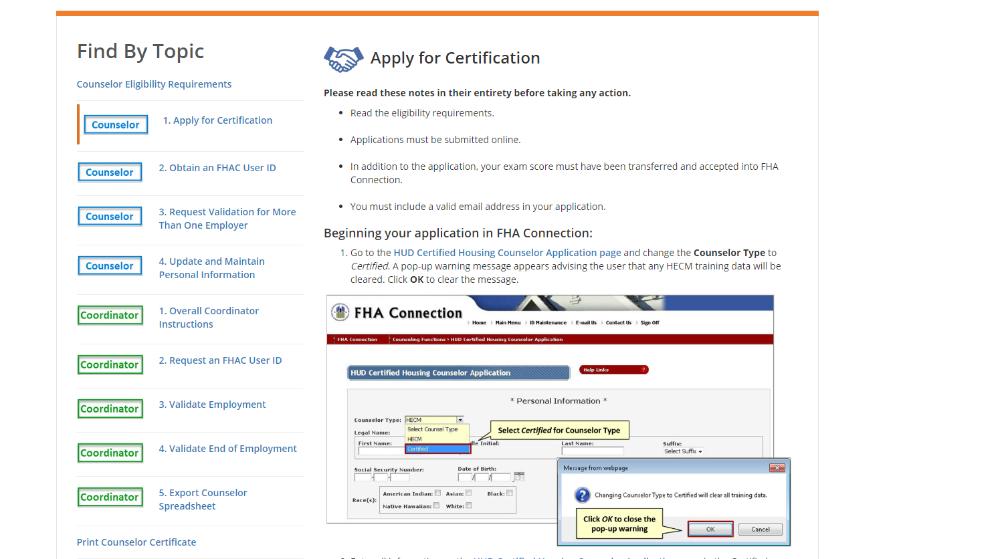 Find By Topic
Counselor Eligibility Requirements
Counselor
1. Apply for Certification
Counselor
2. Obtain an FHAC User ID
Counselor
3. Request Validation for More
Than One Employer
Counselor
4. Update and Maintain
Personal Information
Coordinator
1. Overall Coordinator
Instructions
Coordinator
2. Request an FHAC User ID
Coordinator
3. Validate Employment
Coordinator
4. Validate End of Employment
Coordinator
5. Export Counselor
Spreadsheet
Print Counselor Certificate
Apply for Certification
Please read these notes in their entirety before taking any action.
• Read the eligibility requirements.
• Applications must be submitted online.
• In addition to the application, your exam score must have been transferred and accepted into FHA
Connection.
• You must include a valid email address in your application.
Beginning your application in FHA Connection:
1. Go to the HUD Certified Housing Counselor Application page and change the Counselor Type to
Certified. A pop-up warning message appears advising the user that any HECM training data will be
cleared. Click OK to clear the message.
FHA Connection
Home Main Menu ID Maintenance E-mail Us Contact Us Sign Off
FHA Connection Counseling Functions › HUD Certified Housing Counselor Application
HUD Certified Housing Counselor Application
Help Links ?
* Personal Information *
Counselor Type: HECM
Select Counsel Type
HECM
Certified
Select Certified for Counselor Type
Legal Name:
First Name: dle Initial: Last Name: Suffix:
Select Suffix
Social Security Number: Date of Birth:
- - / /
Race(s): American Indian: Asian: Black:
Native Hawaiian: White:
Message from webpage
Changing Counselor Type to Certified will clear all training data.
Click OK to close the
pop-up warning
OK Cancel